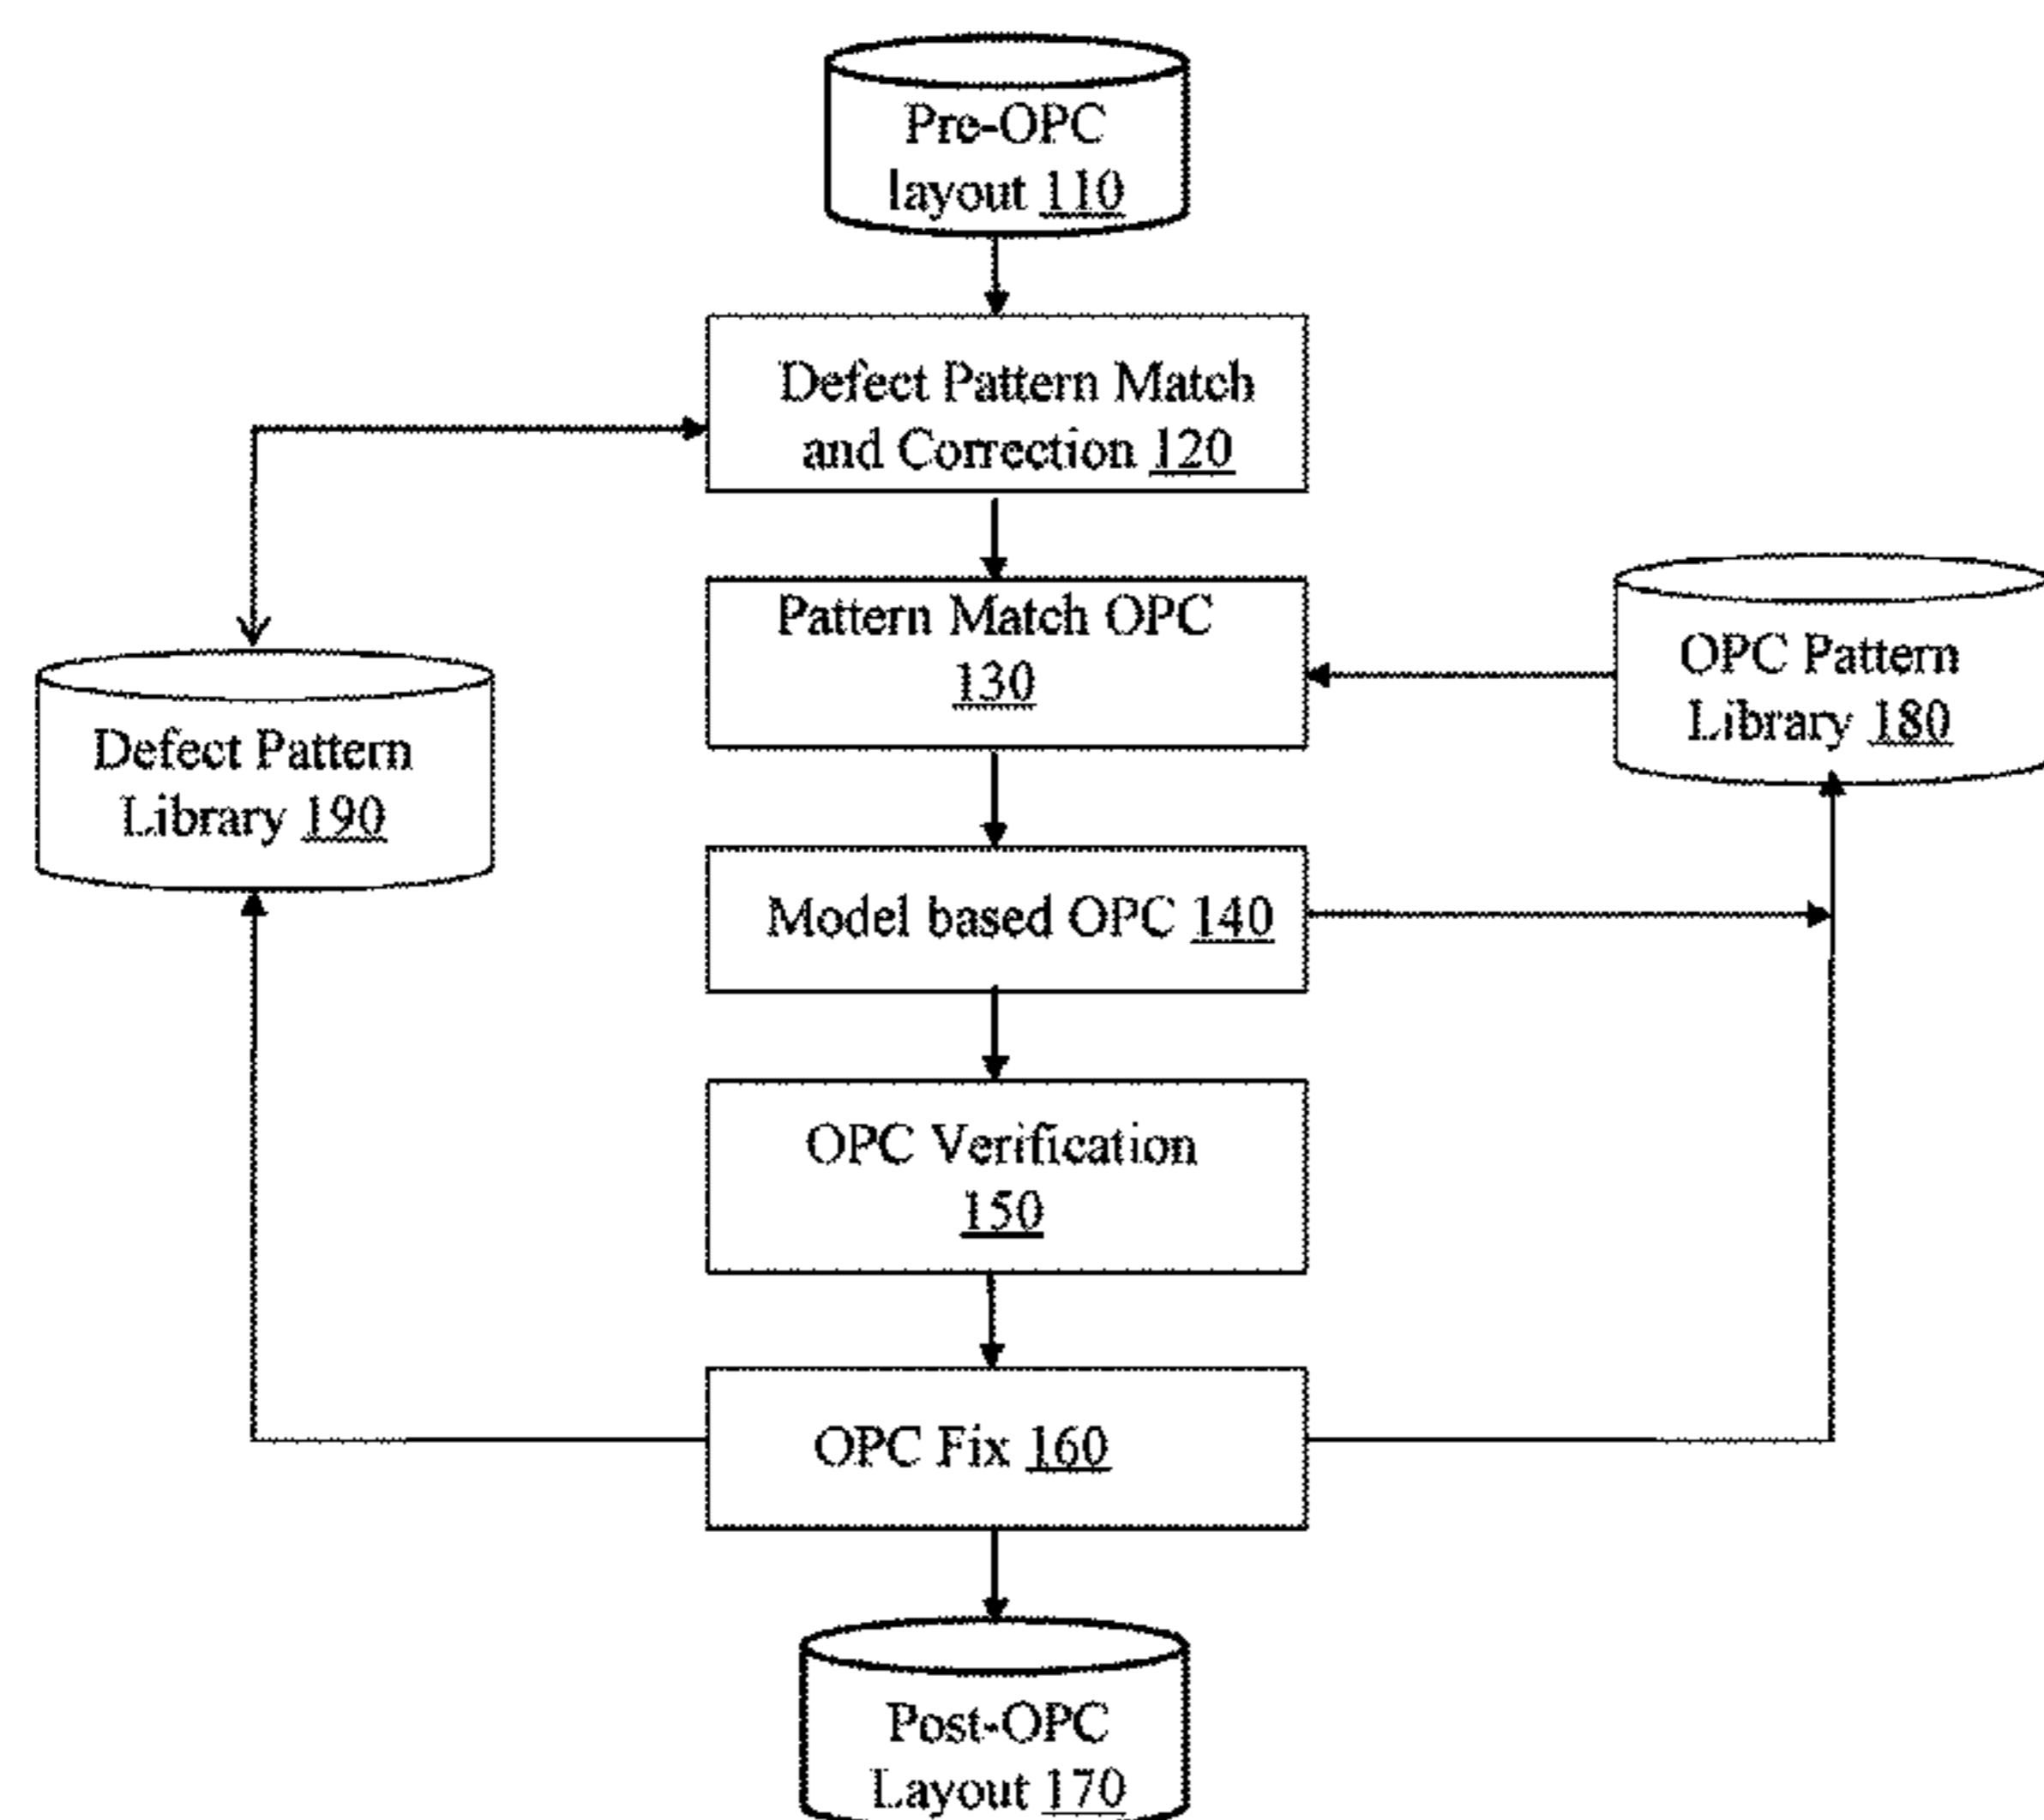 Pre-OPC
layout 110
Defect Pattern Match
and Correction 120
Pattern Match OPC
130
OPC Pattern
Library 180
Defect Pattern
Library 190
Model based OPC 140
OPC Verification
150
OPC Fix 160
Post-OPC
Layout 170